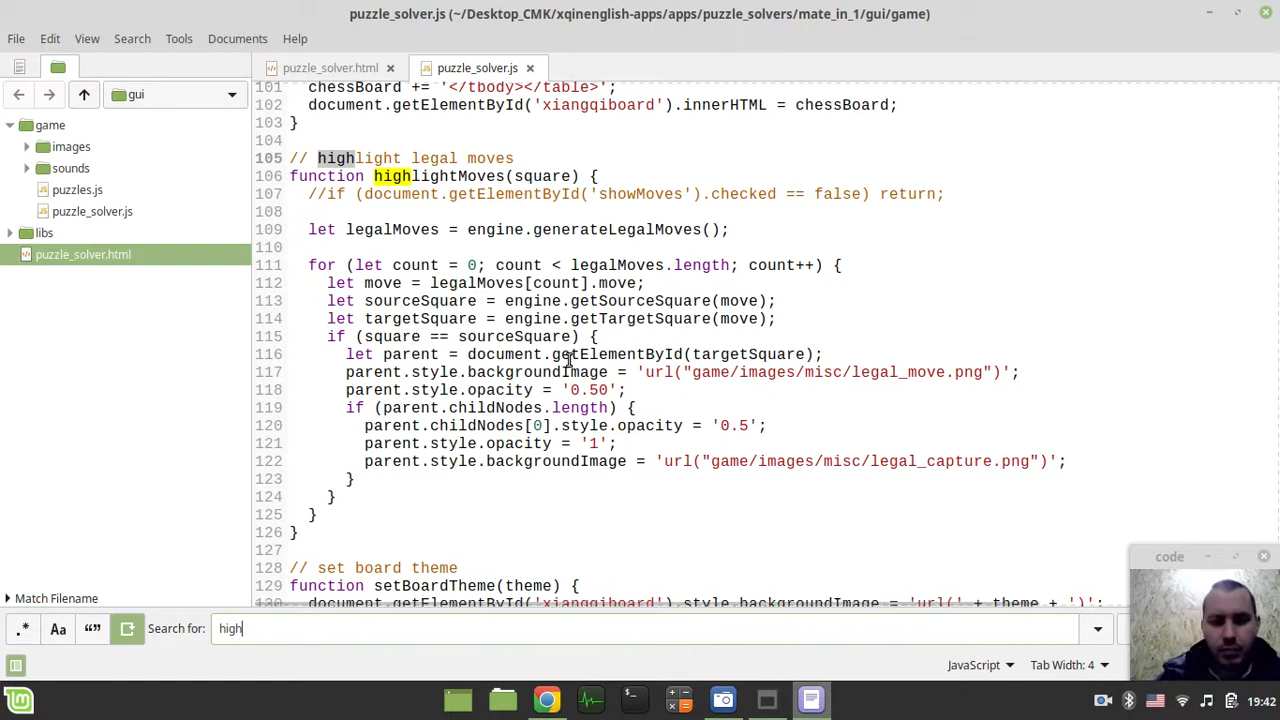 puzzle_solver.js (~/Desktop_CMK/xqinenglish-apps/apps/puzzle_solvers/mate_in_1/gui/game)
File Edit View Search Tools Documents Help
gui
game
images
sounds
puzzles.js
puzzle_solver.js
libs
puzzle_solver.html
Match Filename
puzzle_solver.html puzzle_solver.js
101 chessBoard += '</tbody></table>';
102 document.getElementById('xiangqiboard').innerHTML = chessBoard;
103 }
104
105 // highlight legal moves
106 function highlightMoves(square) {
107 //if (document.getElementById('showMoves').checked == false) return;
108
109 let legalMoves = engine.generateLegalMoves();
110
111 for (let count = 0; count < legalMoves.length; count++) {
112 let move = legalMoves[count].move;
113 let sourceSquare = engine.getSourceSquare(move);
114 let targetSquare = engine.getTargetSquare(move);
115 if (square == sourceSquare) {
116 let parent = document.getElementById(targetSquare);
117 parent.style.backgroundImage = 'url("game/images/misc/legal_move.png")';
118 parent.style.opacity = '0.50';
119 if (parent.childNodes.length) {
120 parent.childNodes[0].style.opacity = '0.5';
121 parent.style.opacity = '1';
122 parent.style.backgroundImage = 'url("game/images/misc/legal_capture.png")';
123 }
124 }
125 }
126 }
127
128 // set board theme
129 function setBoardTheme(theme) {
130 document.getElementById('xiangqiboard').style.backgroundImage = 'url(' + theme + ')';
code
.* Aa “” Search for: high
JavaScript Tab Width: 4
19:42